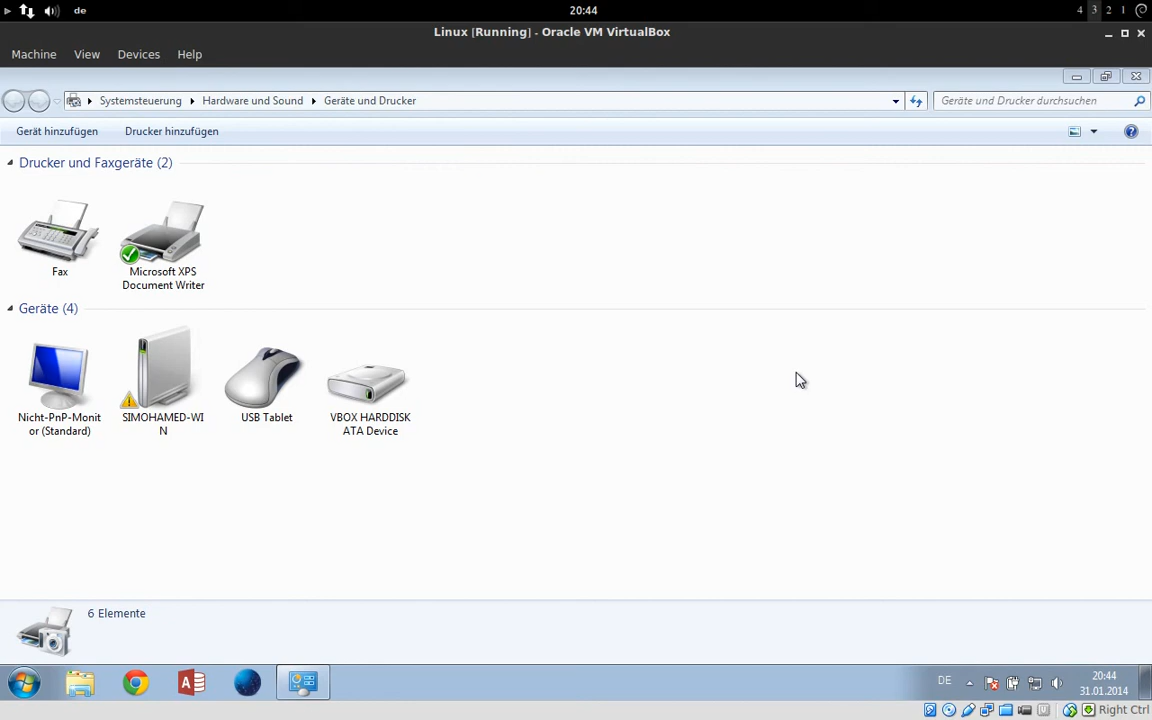 de
20:44
4 3 2 1
Linux [Running] - Oracle VM VirtualBox
Machine View Devices Help
Systemsteuerung Hardware und Sound Geräte und Drucker
Geräte und Drucker durchsuchen
Gerät hinzufügen Drucker hinzufügen
Drucker und Faxgeräte (2)
Fax
Microsoft XPS
Document Writer
Geräte (4)
Nicht-PnP-Monit
or (Standard)
SIMOHAMED-WI
N
USB Tablet
VBOX HARDDISK
ATA Device
6 Elemente
DE
20:44
31.01.2014
Right Ctrl